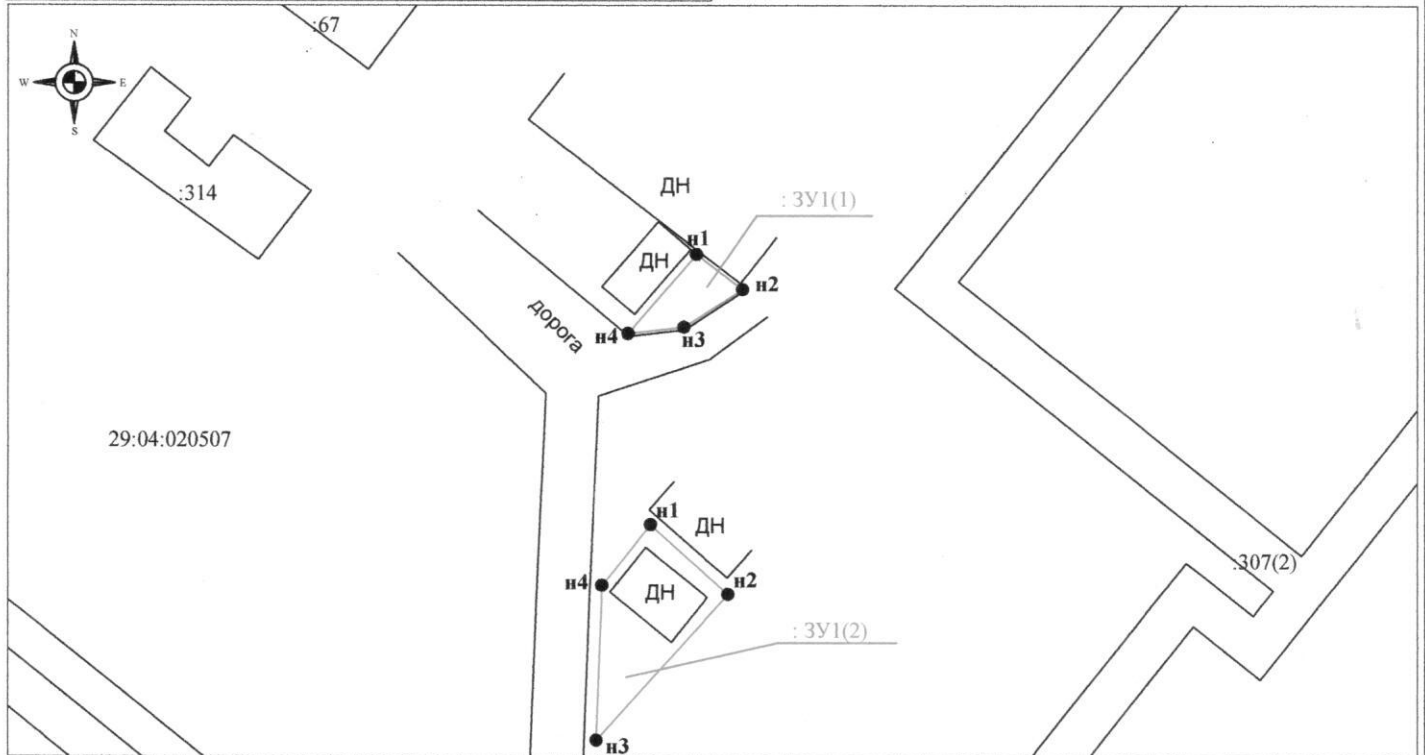 :67
N
W E
S
:314
ДН
: ЗУ1(1)
н1
ДН
н2
дорога
н4 н3
29:04:020507
н1
ДН
:307(2)
н4 ДН н2
: ЗУ1(2)
н3